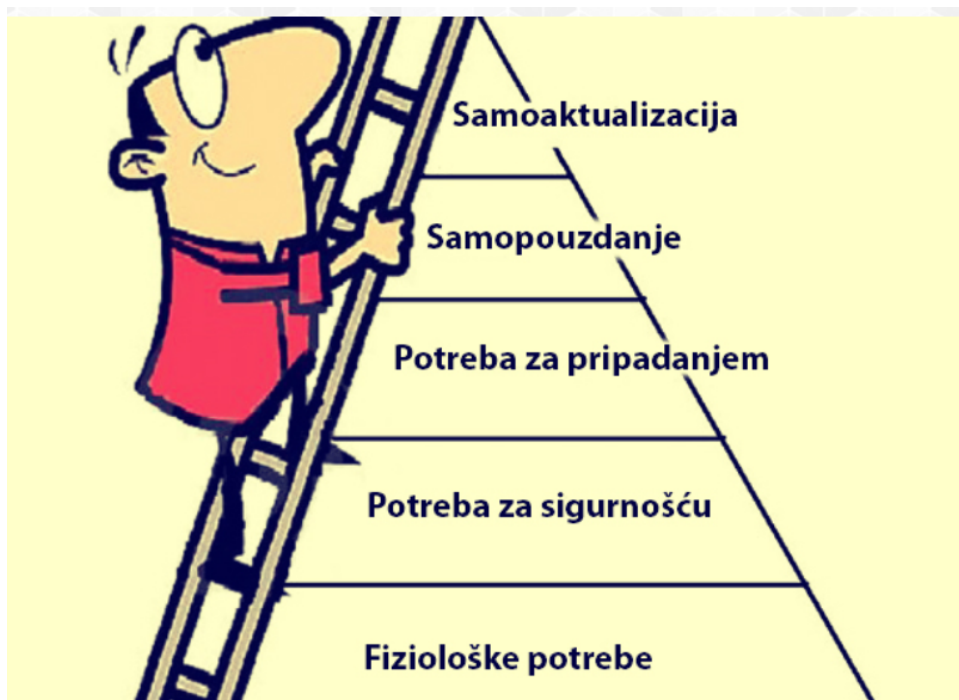 Samoaktualizacija
Samopouzdanje
Potreba za pripadanjem
Potreba za sigurnošću
Fiziološke potrebe